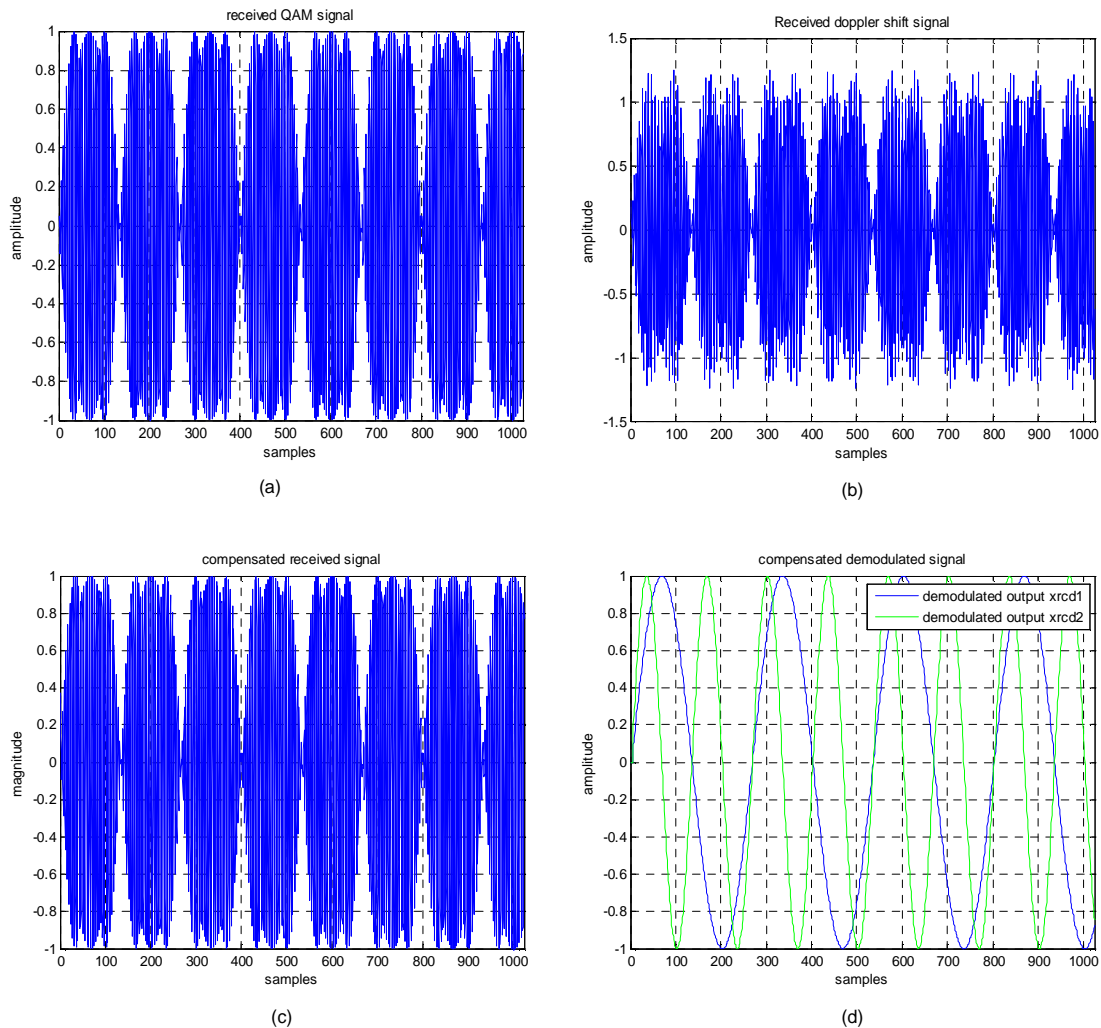 received QAM signal
1
0.8
0.6
0.4
0.2
0
-0.2
-0.4
-0.6
-0.8
-1
amplitude
0 100 200 300 400 500 600 700 800 900 1000
samples
(a)
Received doppler shift signal
1.5
1
0.5
0
-0.5
-1
-1.5
amplitude
0 100 200 300 400 500 600 700 800 900 1000
samples
(b)
compensated received signal
1
0.8
0.6
0.4
0.2
0
-0.2
-0.4
-0.6
-0.8
-1
magnitude
0 100 200 300 400 500 600 700 800 900 1000
samples
(c)
compensated demodulated signal
1
0.8
0.6
0.4
0.2
0
-0.2
-0.4
-0.6
-0.8
-1
amplitude
demodulated output xrcd1
demodulated output xrcd2
0 100 200 300 400 500 600 700 800 900 1000
samples
(d)